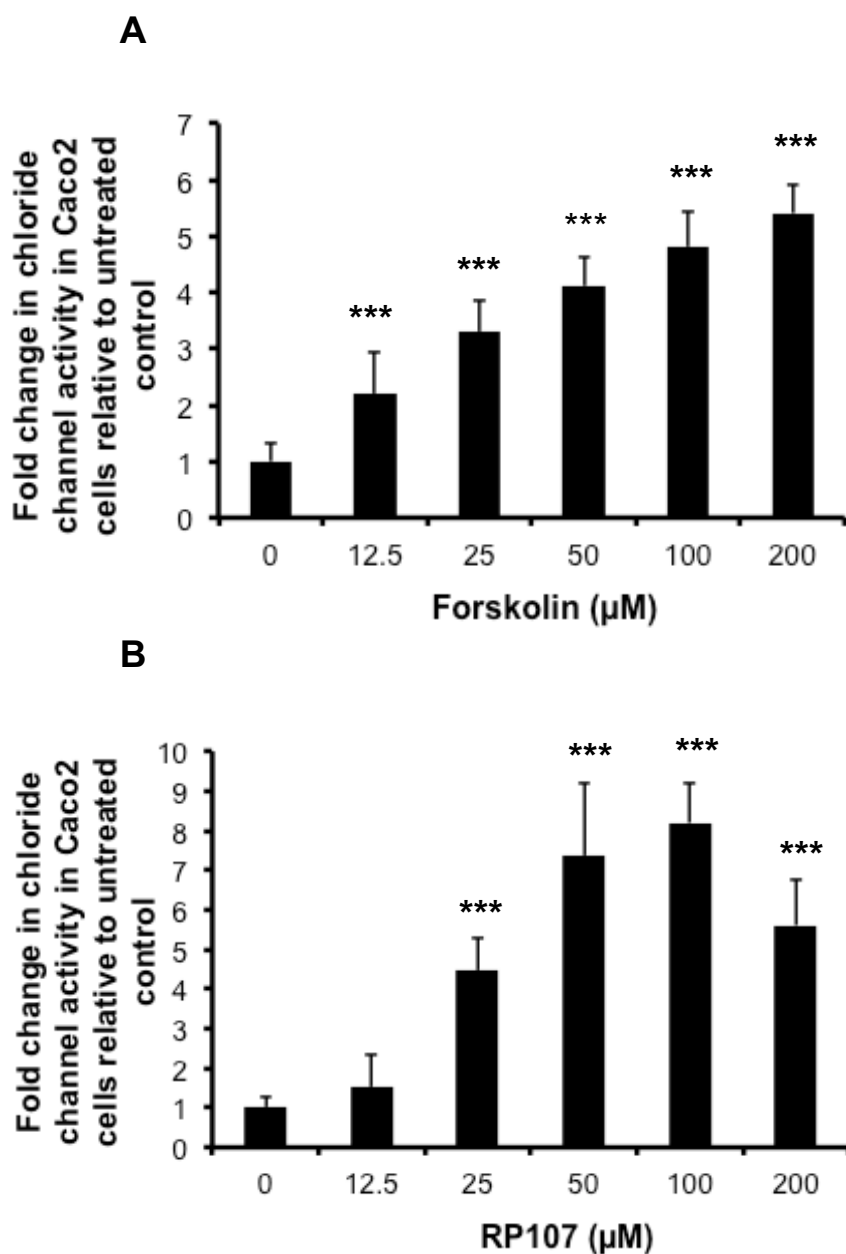 A
Fold change in chloride
channel activity in Caco2
cells relative to untreated
control
7
6
5
4
3
2
1
0
***
***
***
***
***
0 12.5 25 50 100 200
Forskolin (µM)
B
Fold change in chloride
channel activity in Caco2
cells relative to untreated
control
10
9
8
7
6
5
4
3
2
1
0
***
***
***
***
0 12.5 25 50 100 200
RP107 (µM)